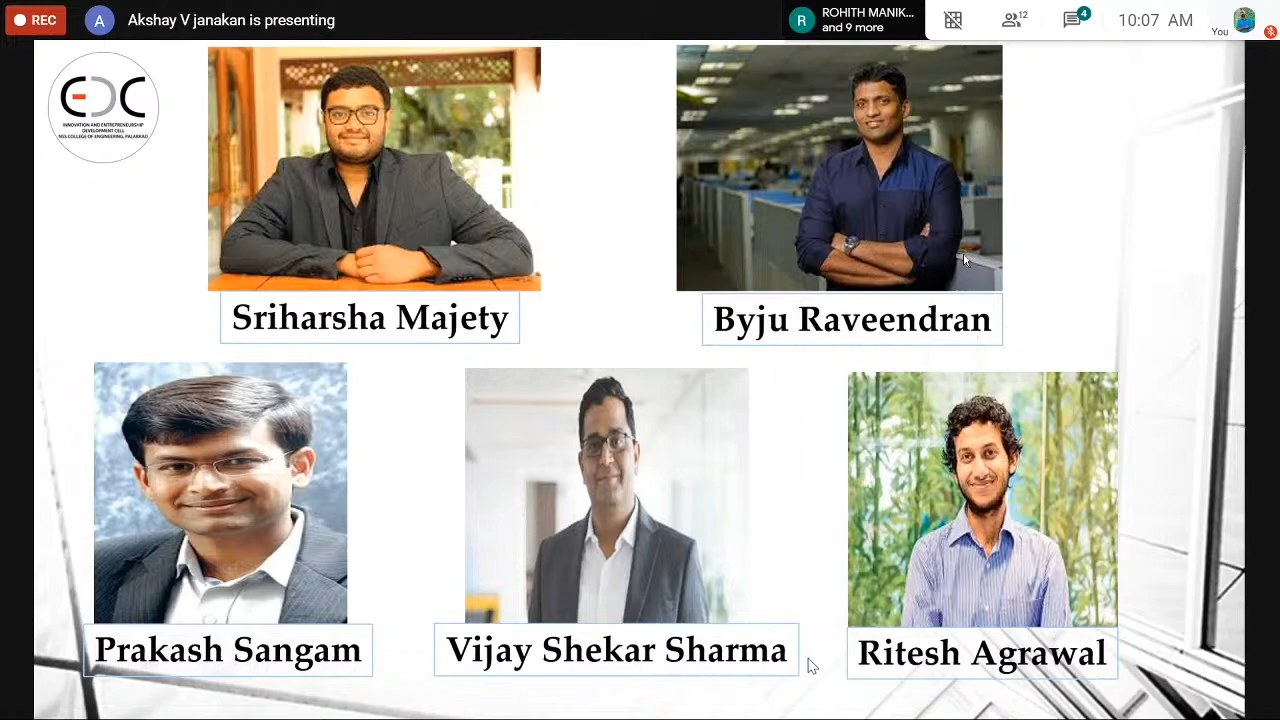 REC
A
Akshay V janakan is presenting
R
ROHITH MANIK...
and 9 more
12
4
10:07 AM
You
EDC
INNOVATION AND ENTREPRENEURSHIP
DEVELOPMENT CELL
NSS COLLEGE OF ENGINEERING, PALAKKAD
Sriharsha Majety
Byju Raveendran
Prakash Sangam
Vijay Shekar Sharma
Ritesh Agrawal